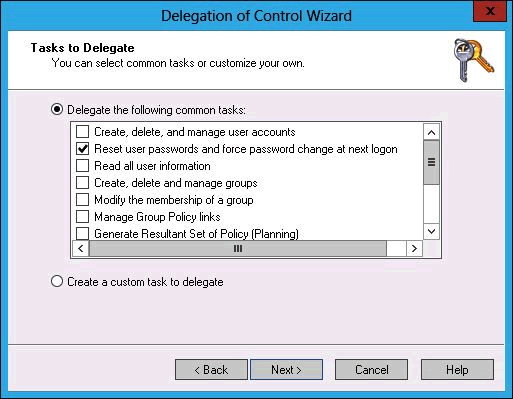 Delegation of Control Wizard
x
Tasks to Delegate
You can select common tasks or customize your own.
Delegate the following common tasks:
Create, delete, and manage user accounts
Reset user passwords and force password change at next logon
Read all user information
Create, delete and manage groups
Modify the membership of a group
Manage Group Policy links
Generate Resultant Set of Policy (Planning)
Create a custom task to delegate
< Back Next > Cancel Help